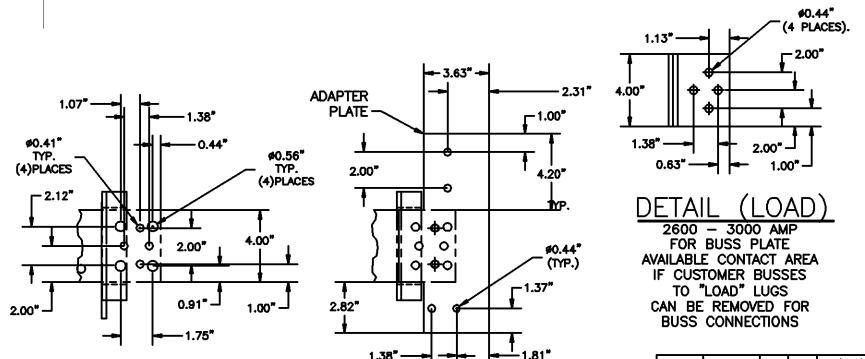 ø0.44"
(4 PLACES).
1.13"
2.00"
4.00"
1.38"
0.63"
2.00"
1.00"
3.63"
2.31"
ADAPTER
PLATE
1.00"
2.00"
4.20"
TYP.
1.07"
1.38"
0.44"
ø0.41"
TYP.
(4)PLACES
ø0.56"
TYP.
(4)PLACES
2.12"
2.00"
4.00"
2.00"
0.91"
1.00"
1.75"
ø0.44"
(TYP.)
2.82"
1.37"
1.38"
1.81"
DETAIL (LOAD)
2600 - 3000 AMP
FOR BUSS PLATE
AVAILABLE CONTACT AREA
IF CUSTOMER BUSSES
TO "LOAD" LUGS
CAN BE REMOVED FOR
BUSS CONNECTIONS